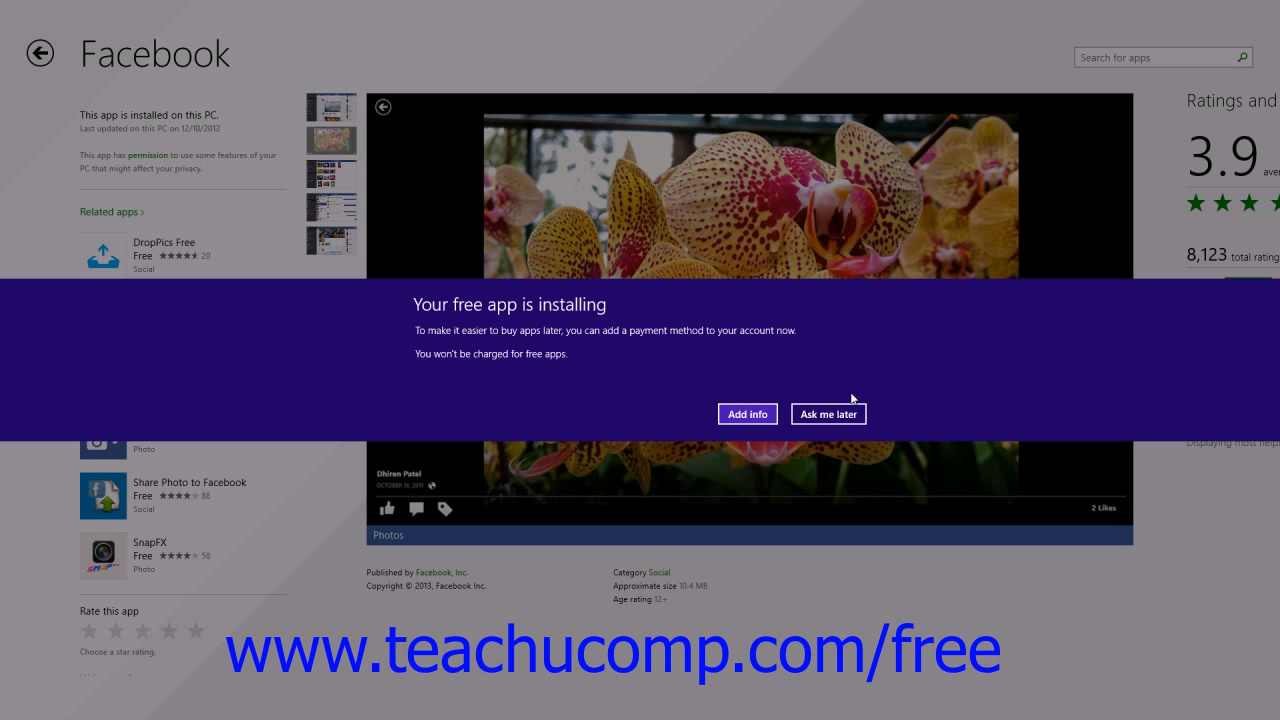 Facebook
Search for apps
This app is installed on this PC.
Last updated on this PC on 12/10/2013
This app has permission to use some features of your
PC that might affect your privacy.
Related apps ›
DropPics Free
Free 20
Social
Ratings and
3.9
8,123 total rating
Your free app is installing
To make it easier to buy apps later, you can add a payment method to your account now.
You won't be charged for free apps.
Add info
Ask me later
Photo
Share Photo to Facebook
Free 88
Social
SnapFX
Free 58
Photo
Rate this app
Choose a star rating.
Dhiren Patel
OCTOBER 16, 2011
2 Likes
Photos
Published by Facebook, Inc.
Copyright © 2013, Facebook Inc.
Category Social
Approximate size 10.4 MB
Age rating 12+
Displaying most
www.teachucomp.com/free